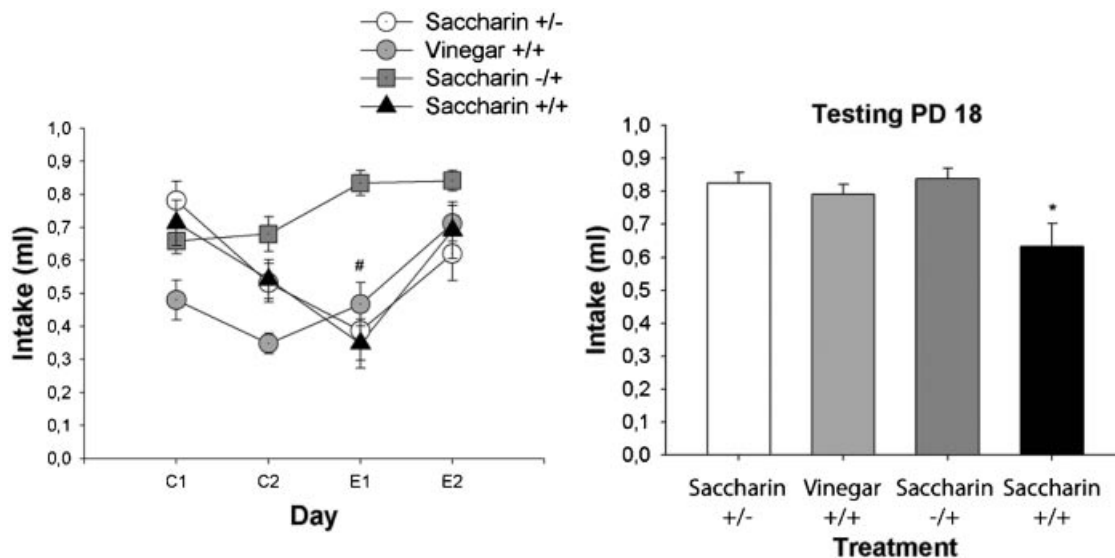 Saccharin +/-
Vinegar +/+
Saccharin -/+
Saccharin +/+
1,0
0,9
0,8
0,7
0,6
0,5
0,4
0,3
0,2
0,1
0,0
Intake (ml)
#
C1 C2 E1 E2
Day
Testing PD 18
1,0
0,9
0,8
0,7
0,6
0,5
0,4
0,3
0,2
0,1
0,0
Intake (ml)
*
Saccharin Vinegar Saccharin Saccharin
+/- +/+ -/+ +/+
Treatment